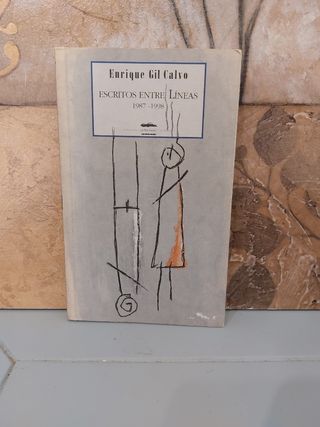 Enrique Gil Calvo
ESCRITOS ENTRE LÍNEAS
1987-1998